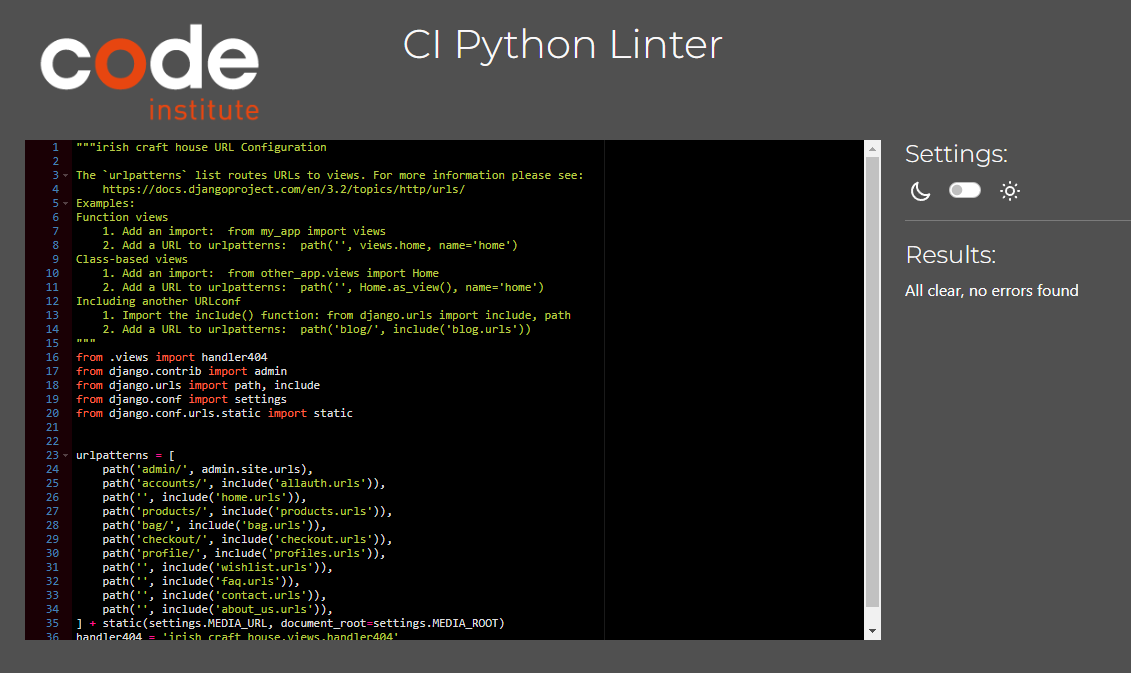 code
institute
CI Python Linter
1 """irish craft house URL Configuration
2
3 The `urlpatterns` list routes URLs to views. For more information please see:
4     https://docs.djangoproject.com/en/3.2/topics/http/urls/
5 Examples:
6 Function views
7     1. Add an import:  from my_app import views
8     2. Add a URL to urlpatterns:  path('', views.home, name='home')
9 Class-based views
10     1. Add an import:  from other_app.views import Home
11     2. Add a URL to urlpatterns:  path('', Home.as_view(), name='home')
12 Including another URLconf
13     1. Import the include() function: from django.urls import include, path
14     2. Add a URL to urlpatterns:  path('blog/', include('blog.urls'))
15 """
16 from .views import handler404
17 from django.contrib import admin
18 from django.urls import path, include
19 from django.conf import settings
20 from django.conf.urls.static import static
21
22
23 urlpatterns = [
24     path('admin/', admin.site.urls),
25     path('accounts/', include('allauth.urls')),
26     path('', include('home.urls')),
27     path('products/', include('products.urls')),
28     path('bag/', include('bag.urls')),
29     path('checkout/', include('checkout.urls')),
30     path('profile/', include('profiles.urls')),
31     path('', include('wishlist.urls')),
32     path('', include('faq.urls')),
33     path('', include('contact.urls')),
34     path('', include('about_us.urls')),
35 ] + static(settings.MEDIA_URL, document_root=settings.MEDIA_ROOT)
36 handler404 = 'irish_craft_house.views.handler404'
Settings:
Results:
All clear, no errors found